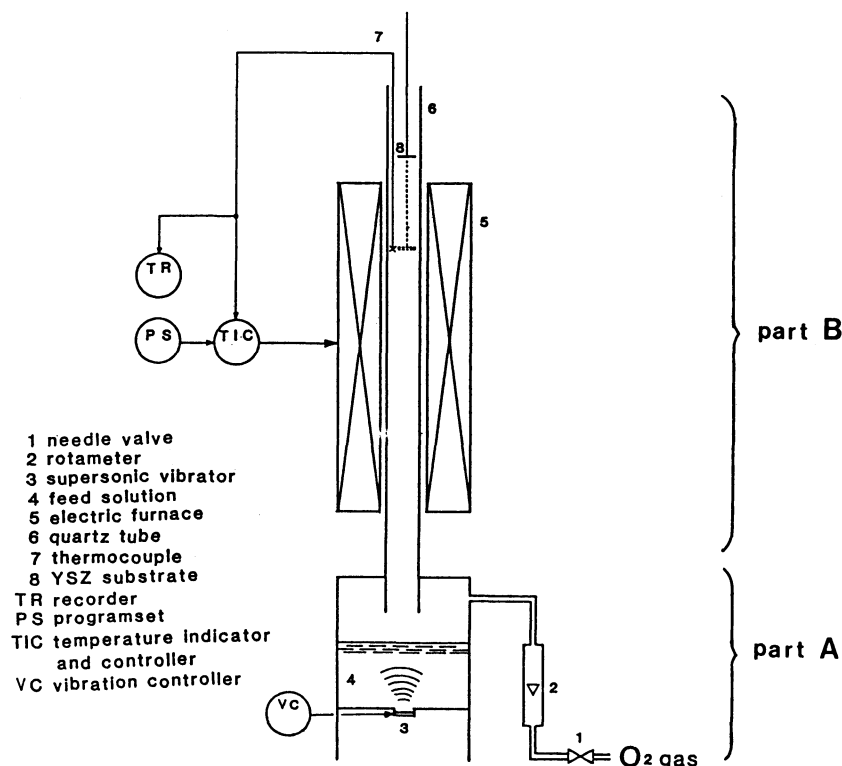 7
6
8
5
TR
PS
TIC
part B
1 needle valve
2 rotameter
3 supersonic vibrator
4 feed solution
5 electric furnace
6 quartz tube
7 thermocouple
8 YSZ substrate
TR recorder
PS programset
TIC temperature indicator
and controller
VC vibration controller
part A
4
2
VC
3
1
O2 gas